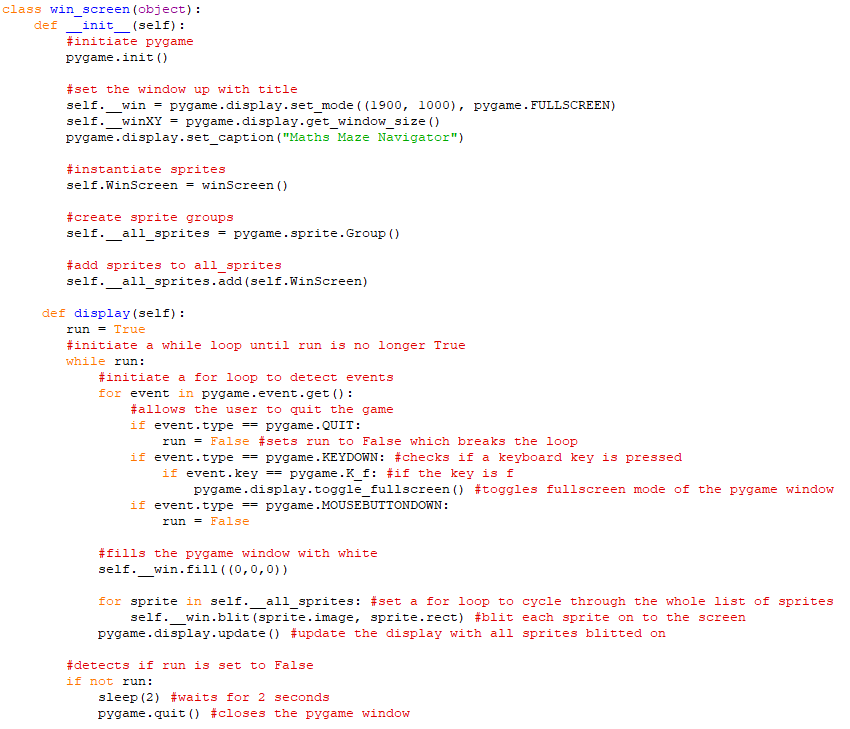 class win_screen(object):
    def __init__(self):
        #initiate pygame
        pygame.init()

        #set the window up with title
        self.__win = pygame.display.set_mode((1900, 1000), pygame.FULLSCREEN)
        self.__winXY = pygame.display.get_window_size()
        pygame.display.set_caption("Maths Maze Navigator")

        #instantiate sprites
        self.WinScreen = winScreen()

        #create sprite groups
        self.__all_sprites = pygame.sprite.Group()

        #add sprites to all_sprites
        self.__all_sprites.add(self.WinScreen)

     def display(self):
        run = True
        #initiate a while loop until run is no longer True
        while run:
            #initiate a for loop to detect events
            for event in pygame.event.get():
                #allows the user to quit the game
                if event.type == pygame.QUIT:
                    run = False #sets run to False which breaks the loop
                if event.type == pygame.KEYDOWN: #checks if a keyboard key is pressed
                    if event.key == pygame.K_f: #if the key is f
                        pygame.display.toggle_fullscreen() #toggles fullscreen mode of the pygame window
                if event.type == pygame.MOUSEBUTTONDOWN:
                    run = False

            #fills the pygame window with white
            self.__win.fill((0,0,0))

            for sprite in self.__all_sprites: #set a for loop to cycle through the whole list of sprites
                self.__win.blit(sprite.image, sprite.rect) #blit each sprite on to the screen
            pygame.display.update() #update the display with all sprites blitted on

        #detects if run is set to False
        if not run:
            sleep(2) #waits for 2 seconds
            pygame.quit() #closes the pygame window